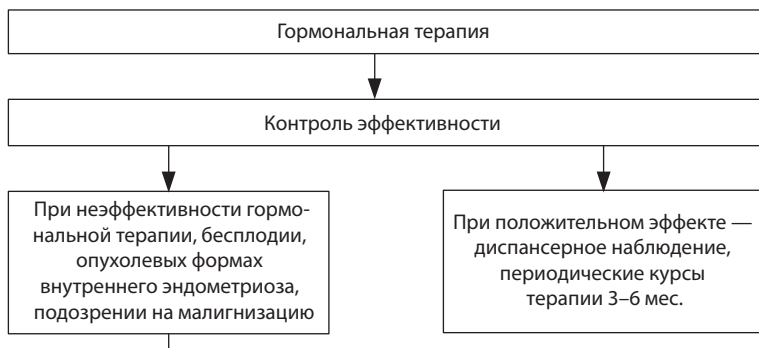 Гормональная терапия
Контроль эффективности
При неэффективности гормо-
нальной терапии, бесплодии,
опухолевых формах
внутреннего эндометриоза,
подозрении на малигнизацию
При положительном эффекте —
диспансерное наблюдение,
периодические курсы
терапии 3–6 мес.